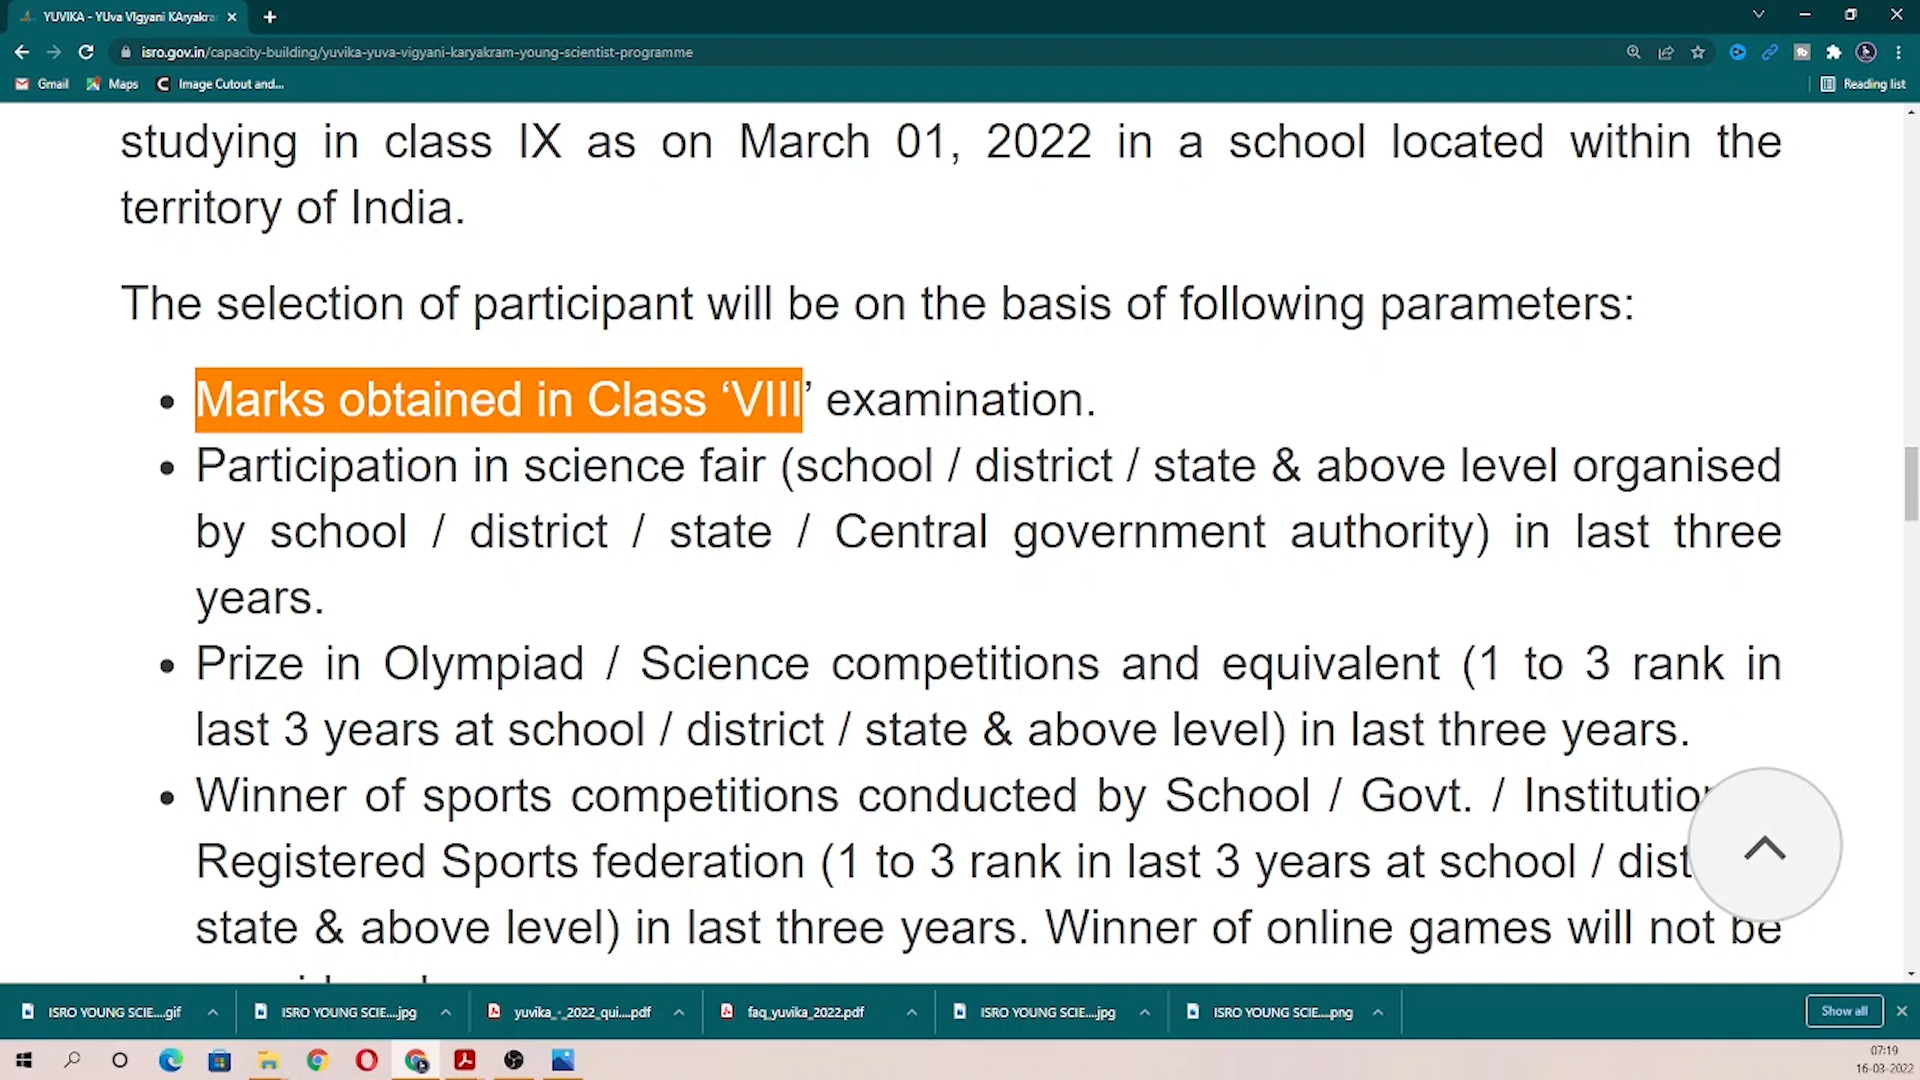 YUVIKA - YUva VIgyani KAryakra
isro.gov.in/capacity-building/yuvika-yuva-vigyani-karyakram-young-scientist-programme
Gmail Maps Image Cutout and... Reading list
studying in class IX as on March 01, 2022 in a school located within the
territory of India.
The selection of participant will be on the basis of following parameters:
• Marks obtained in Class ‘VIII’ examination.
• Participation in science fair (school / district / state & above level organised
by school / district / state / Central government authority) in last three
years.
• Prize in Olympiad / Science competitions and equivalent (1 to 3 rank in
last 3 years at school / district / state & above level) in last three years.
• Winner of sports competitions conducted by School / Govt. / Institution
Registered Sports federation (1 to 3 rank in last 3 years at school / dist
state & above level) in last three years. Winner of online games will not be
ISRO YOUNG SCIE....gif ISRO YOUNG SCIE....jpg yuvika_-_2022_qui....pdf faq_yuvika_2022.pdf ISRO YOUNG SCIE....jpg ISRO YOUNG SCIE....png Show all
07:19
16-03-2022